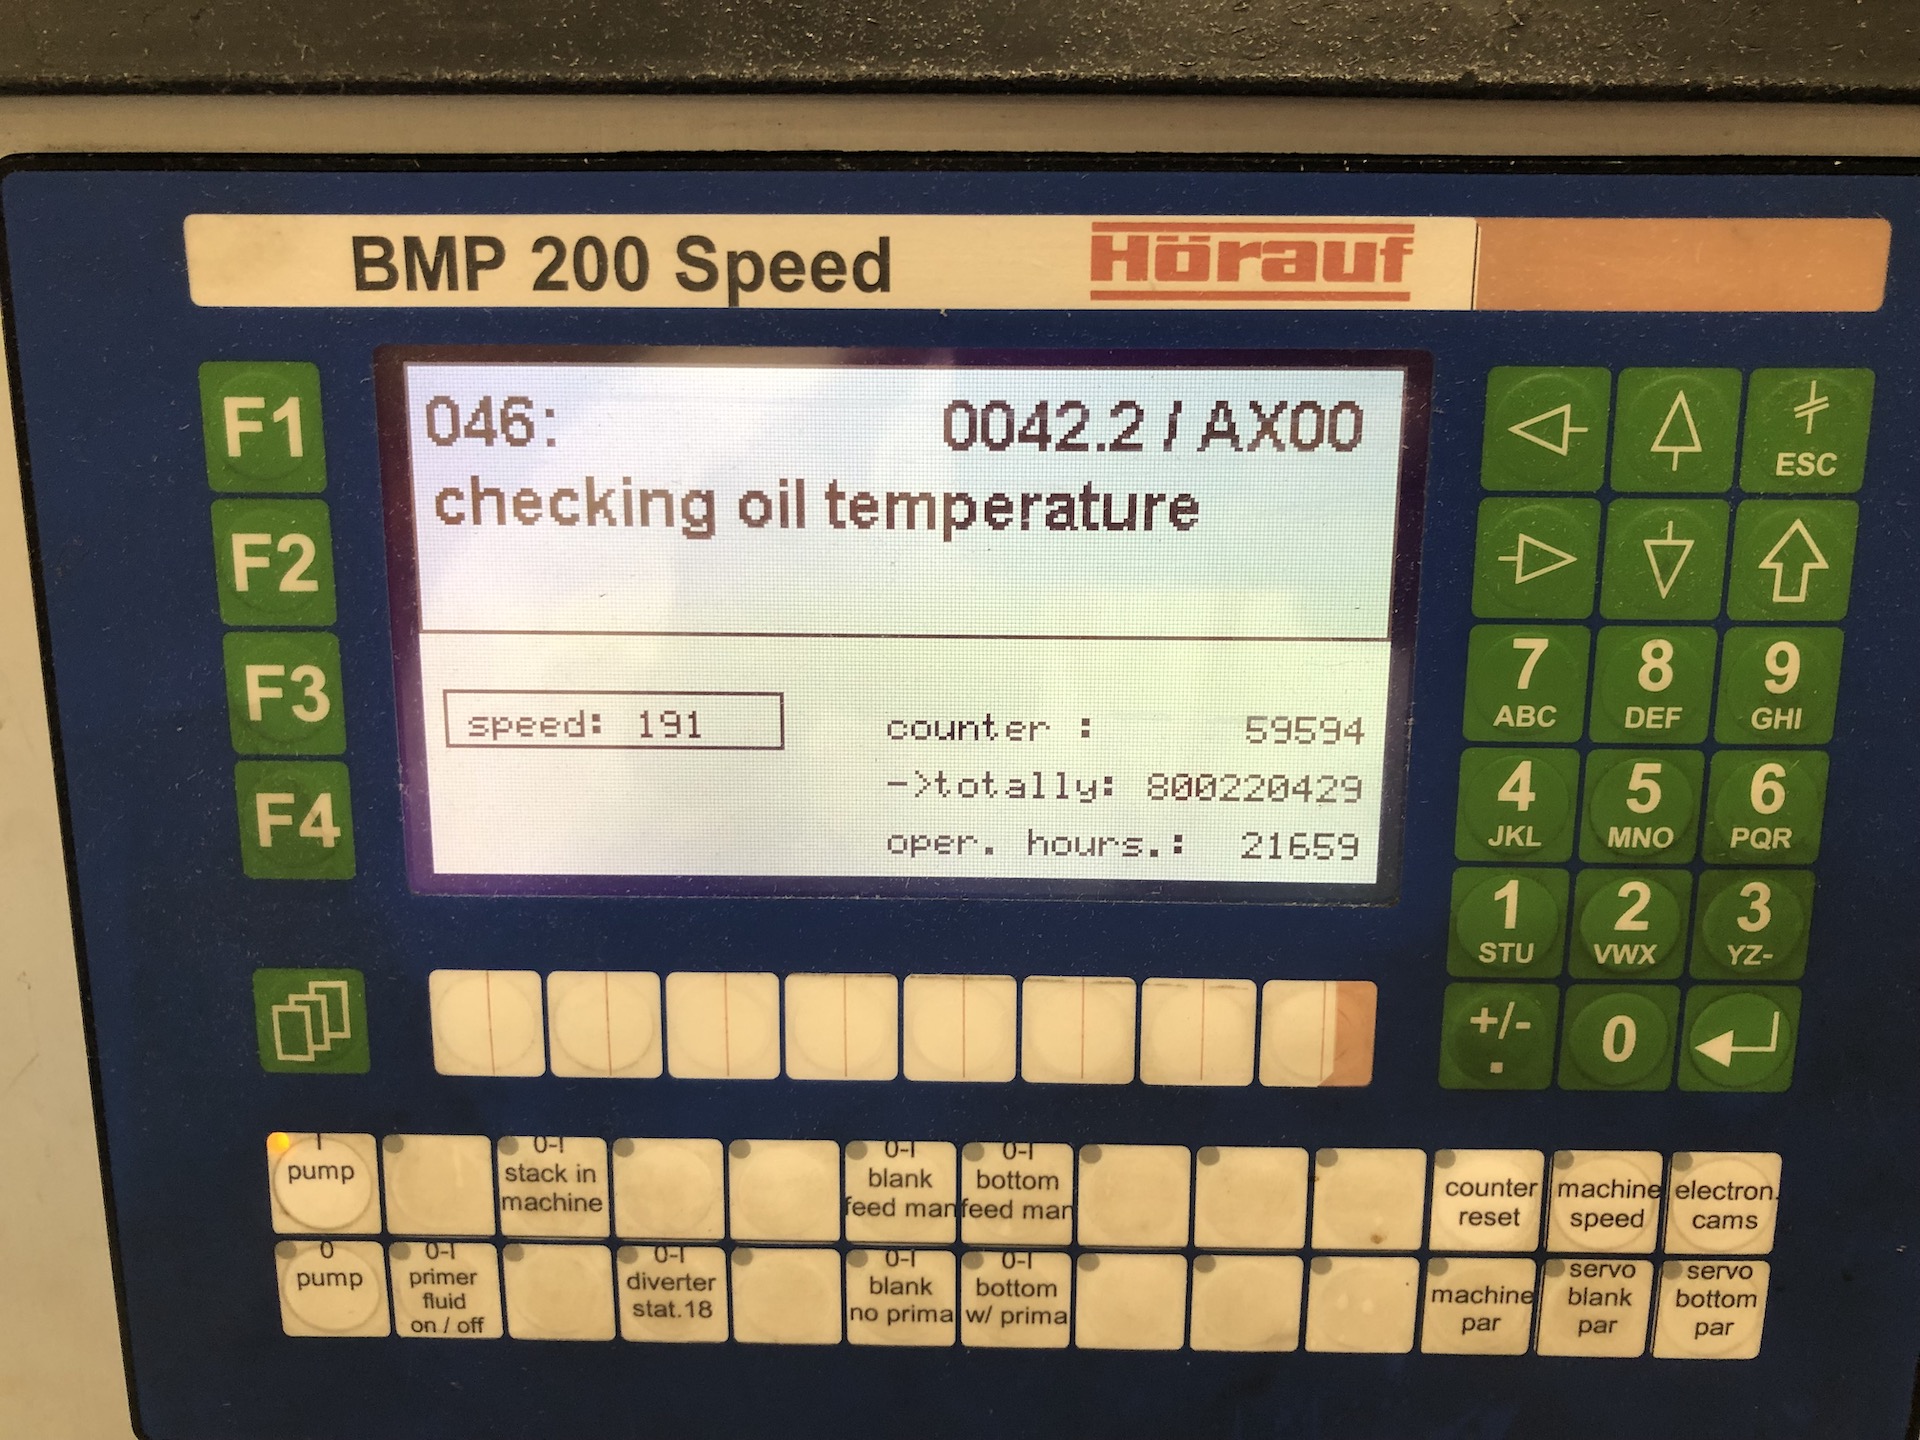 BMP 200 Speed
Hörauf
046: 0042.2 / AX00
checking oil temperature
speed: 191
counter : 59594
->totally: 800220429
oper. hours.: 21659
F1
F2
F3
F4
ESC
7 ABC
8 DEF
9 GHI
4 JKL
5 MNO
6 PQR
1 STU
2 VWX
3 YZ-
+/- .
0
I
pump
0-I
stack in
machine
0-I
blank
feed man
0-I
bottom
feed man
counter
reset
machine
speed
electron.
cams
0
pump
0-I
primer
fluid
on / off
0-I
diverter
stat.18
0-I
blank
no prima
0-I
bottom
w/ prima
machine
par
servo
blank
par
servo
bottom
par